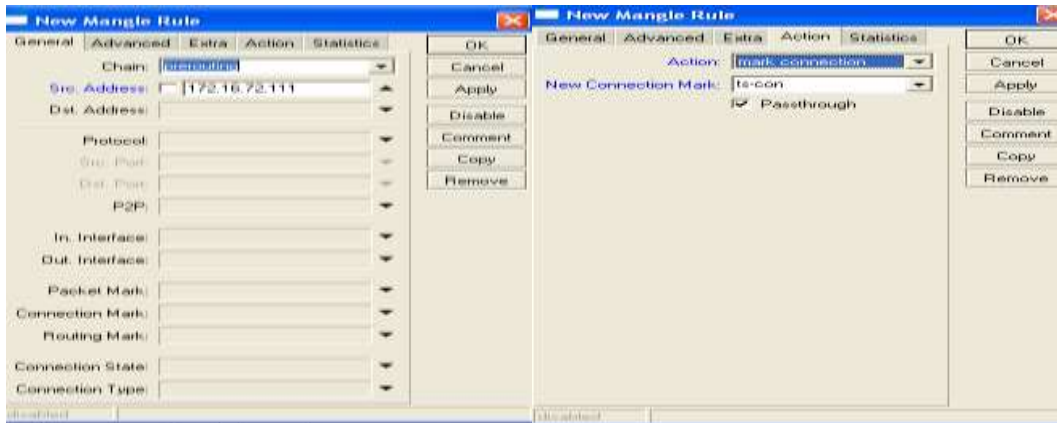 New Mangle Rule
General Advanced Extra Action Statistics
Chain: prerouting
Src. Address: 172.16.72.111
Dst. Address:
Protocol:
Src. Port:
Dst. Port:
P2P:
In. Interface:
Out. Interface:
Packet Mark:
Connection Mark:
Routing Mark:
Connection State:
Connection Type:
OK
Cancel
Apply
Disable
Comment
Copy
Remove
disabled
New Mangle Rule
General Advanced Extra Action Statistics
Action: mark connection
New Connection Mark: ts-con
Passthrough
OK
Cancel
Apply
Disable
Comment
Copy
Remove
disabled